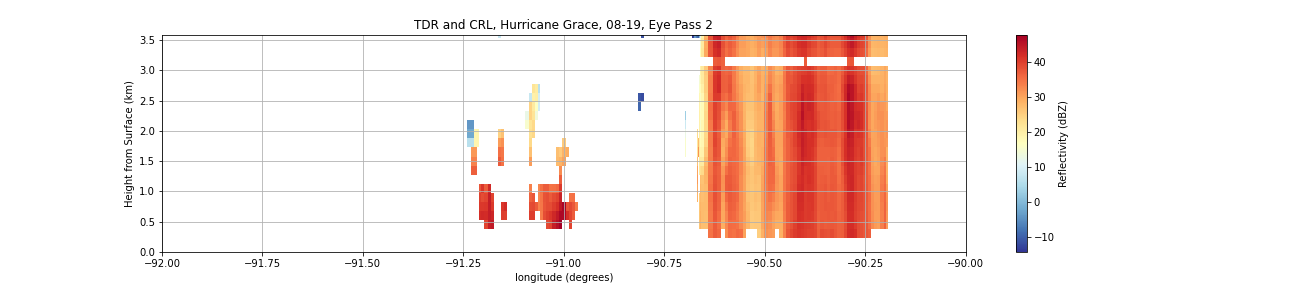 TDR and CRL, Hurricane Grace, 08-19, Eye Pass 2
Height from Surface (km)
3.5
3.0
2.5
2.0
1.5
1.0
0.5
0.0
−92.00 −91.75 −91.50 −91.25 −91.00 −90.75 −90.50 −90.25 −90.00
longitude (degrees)
40
30
20
10
0
−10
Reflectivity (dBZ)